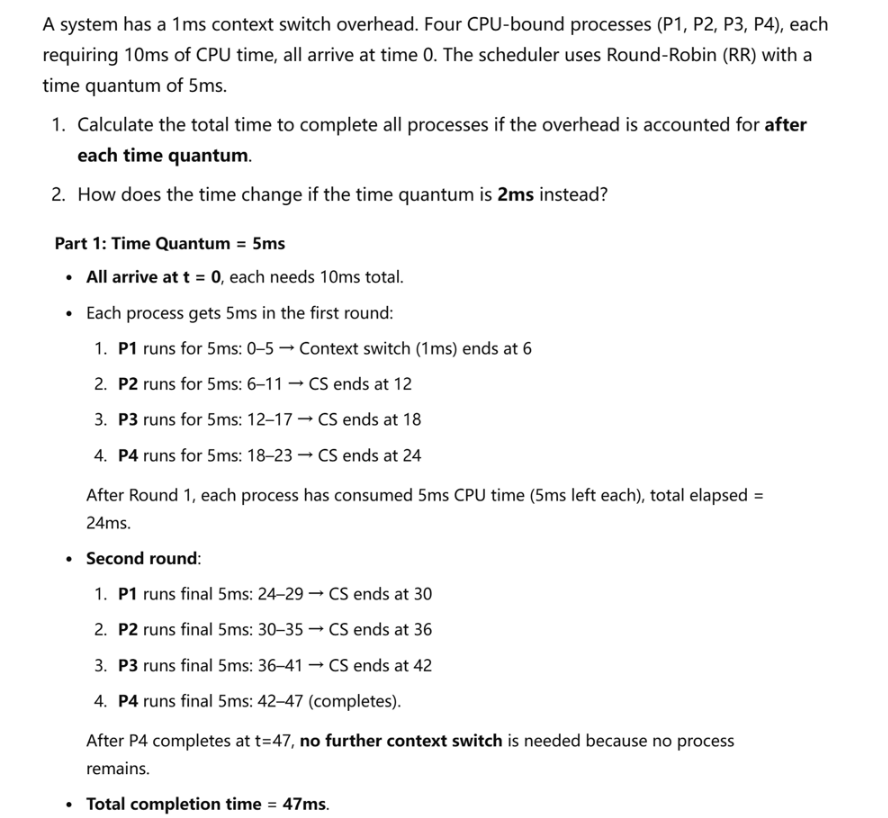 A system has a 1ms context switch overhead. Four CPU-bound processes (P1, P2, P3, P4), each
requiring 10ms of CPU time, all arrive at time 0. The scheduler uses Round-Robin (RR) with a
time quantum of 5ms.
1. Calculate the total time to complete all processes if the overhead is accounted for after
each time quantum.
2. How does the time change if the time quantum is 2ms instead?
Part 1: Time Quantum = 5ms
• All arrive at t = 0, each needs 10ms total.
• Each process gets 5ms in the first round:
1. P1 runs for 5ms: 0–5 → Context switch (1ms) ends at 6
2. P2 runs for 5ms: 6–11 → CS ends at 12
3. P3 runs for 5ms: 12–17 → CS ends at 18
4. P4 runs for 5ms: 18–23 → CS ends at 24
After Round 1, each process has consumed 5ms CPU time (5ms left each), total elapsed =
24ms.
• Second round:
1. P1 runs final 5ms: 24–29 → CS ends at 30
2. P2 runs final 5ms: 30–35 → CS ends at 36
3. P3 runs final 5ms: 36–41 → CS ends at 42
4. P4 runs final 5ms: 42–47 (completes).
After P4 completes at t=47, no further context switch is needed because no process
remains.
• Total completion time = 47ms.